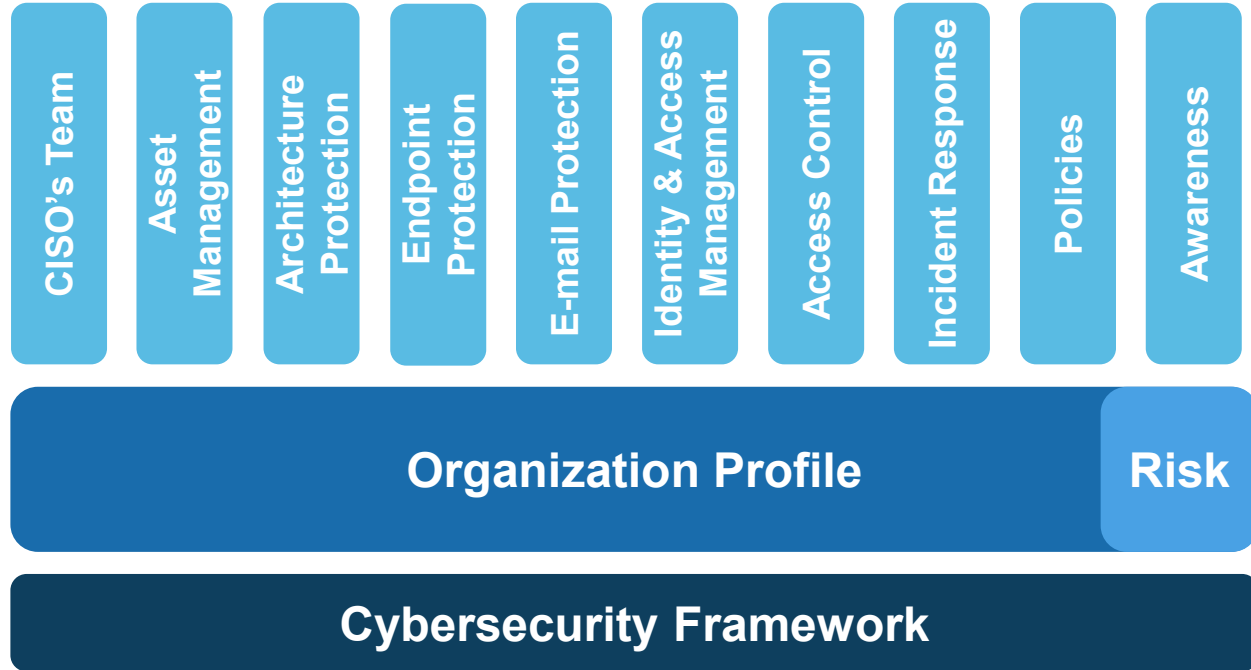 CISO’s Team
Asset
Management
Architecture
Protection
Endpoint
Protection
E-mail Protection
Identity & Access
Management
Access Control
Incident Response
Policies
Awareness
Organization Profile
Risk
Cybersecurity Framework